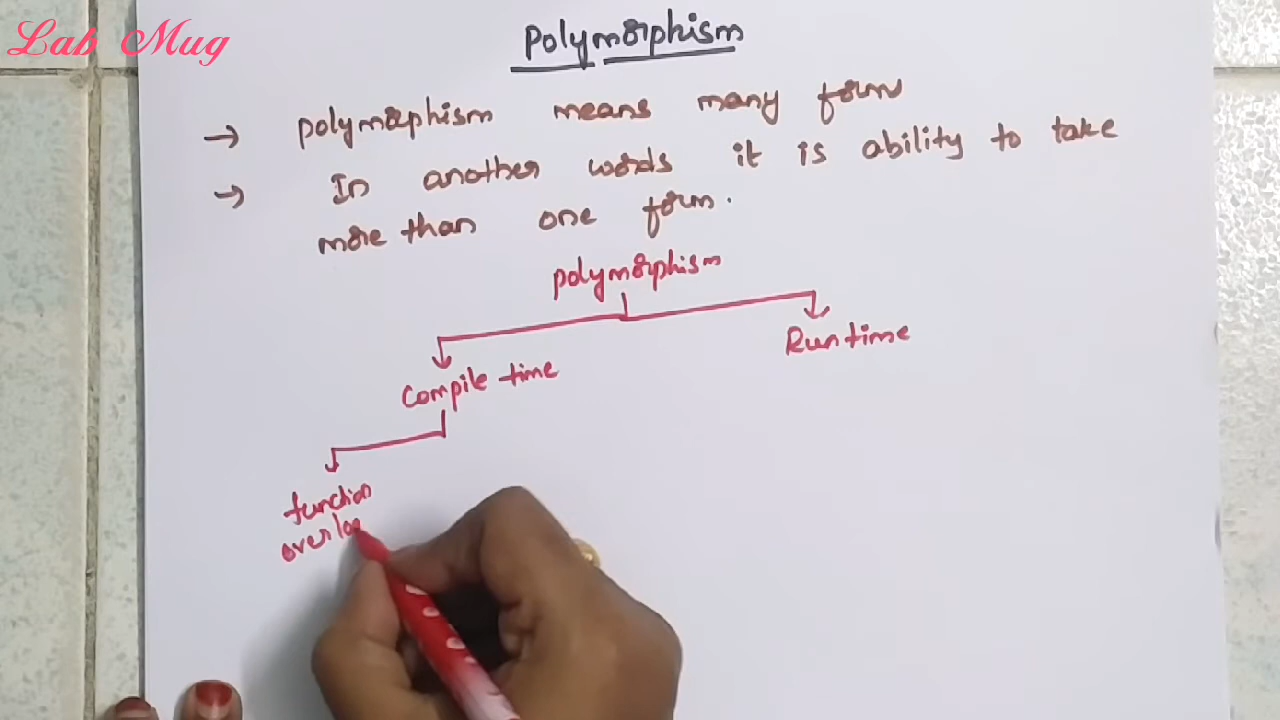 Lab Mug
Polymorphism
→ polymorphism means many form
→ In another words it is ability to take
more than one form.
polymorphism
Runtime
Compile time
function
overloa